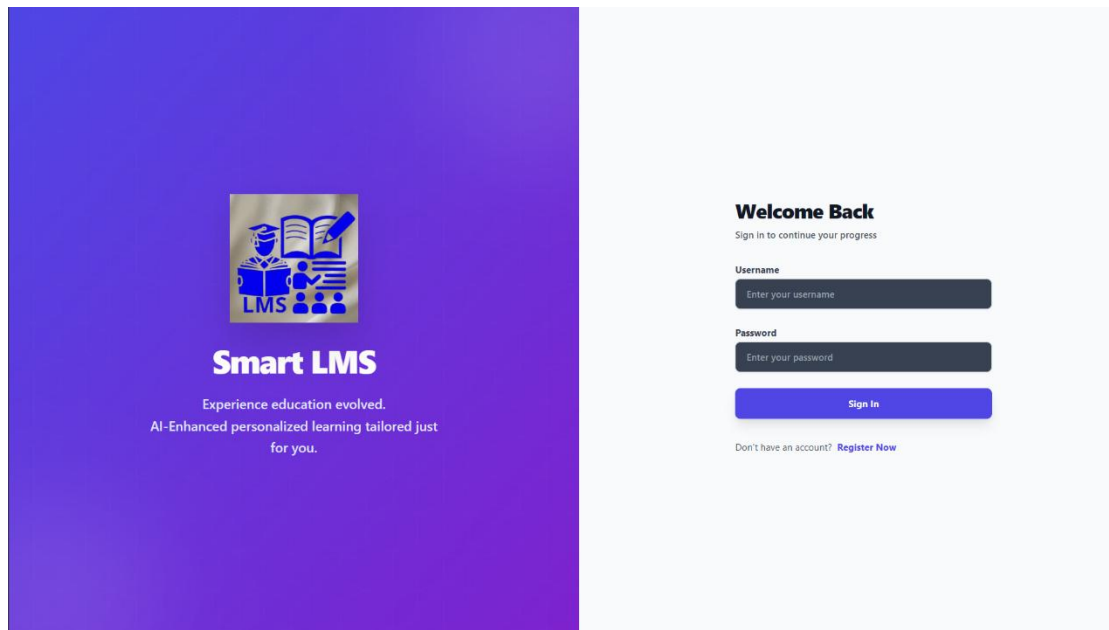 LMS
Smart LMS
Experience education evolved.
AI-Enhanced personalized learning tailored just
for you.
Welcome Back
Sign in to continue your progress
Username
Enter your username
Password
Enter your password
Sign In
Don't have an account? Register Now